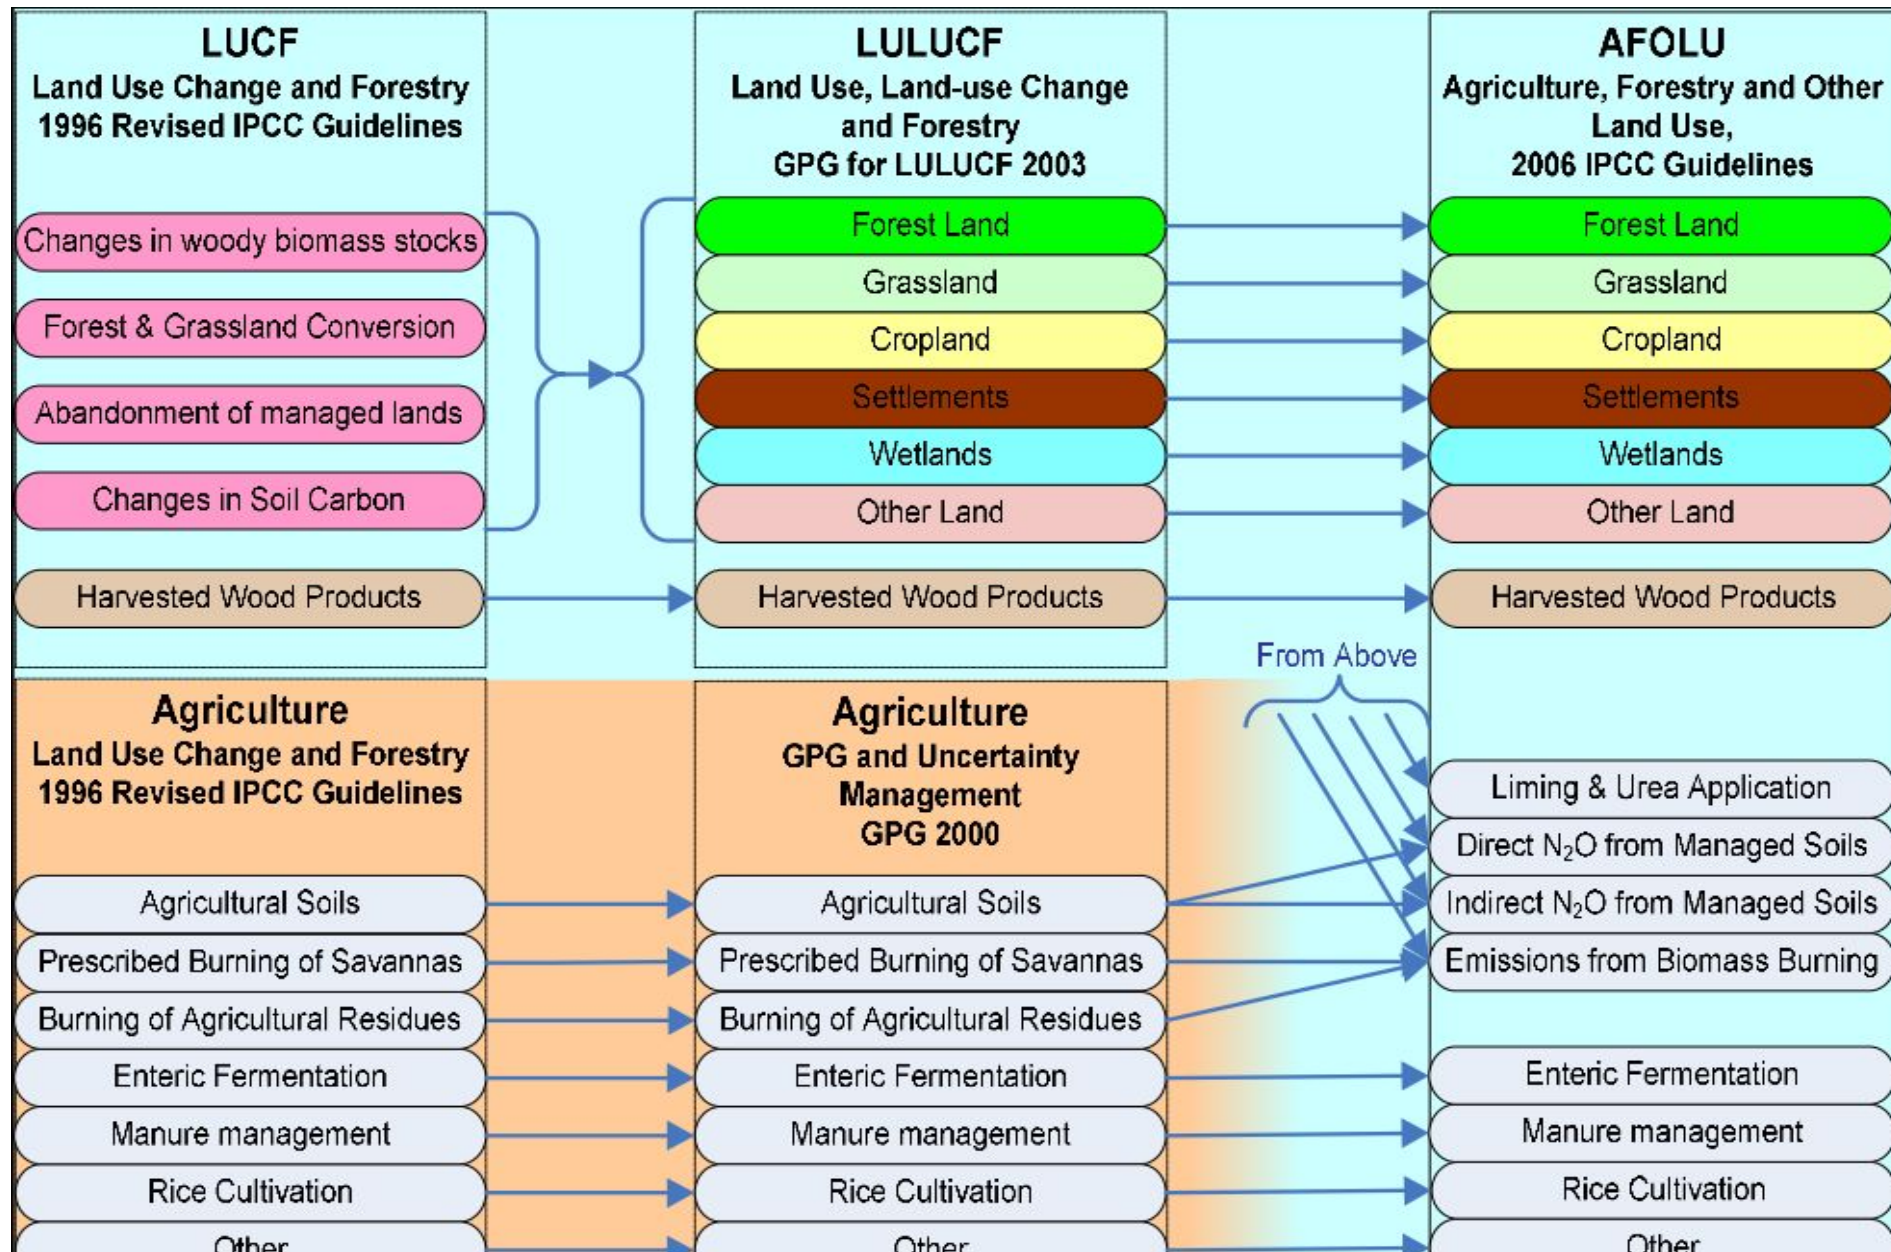 LUCF
Land Use Change and Forestry
1996 Revised IPCC Guidelines
Changes in woody biomass stocks
Forest & Grassland Conversion
Abandonment of managed lands
Changes in Soil Carbon
Harvested Wood Products
LULUCF
Land Use, Land-use Change
and Forestry
GPG for LULUCF 2003
Forest Land
Grassland
Cropland
Settlements
Wetlands
Other Land
Harvested Wood Products
AFOLU
Agriculture, Forestry and Other
Land Use,
2006 IPCC Guidelines
Forest Land
Grassland
Cropland
Settlements
Wetlands
Other Land
Harvested Wood Products
From Above
Agriculture
Land Use Change and Forestry
1996 Revised IPCC Guidelines
Agricultural Soils
Prescribed Burning of Savannas
Burning of Agricultural Residues
Enteric Fermentation
Manure management
Rice Cultivation
Other
Agriculture
GPG and Uncertainty
Management
GPG 2000
Agricultural Soils
Prescribed Burning of Savannas
Burning of Agricultural Residues
Enteric Fermentation
Manure management
Rice Cultivation
Other
Liming & Urea Application
Direct N₂O from Managed Soils
Indirect N₂O from Managed Soils
Emissions from Biomass Burning
Enteric Fermentation
Manure management
Rice Cultivation
Other